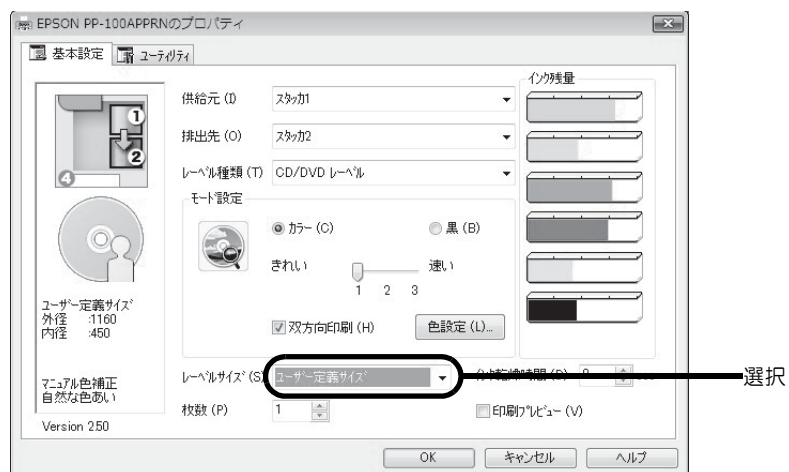 EPSON PP-100APPRNのプロパティ
基本設定 ユーティリティ
供給元 (I) スタッカ1
排出先 (O) スタッカ2
レーベル種類 (T) CD/DVD レーベル
インク残量
1
2
4
モード設定
カラー (C) 黒 (B)
きれい 速い
1 2 3
双方向印刷 (H) 色設定 (L)...
ユーザー定義サイズ
外径 :1160
内径 :450
マニュアル色補正
自然な色あい
Version 2.50
レーベルサイズ (S) ユーザー定義サイズ 選択
枚数 (P) 1 印刷プレビュー (V)
OK キャンセル ヘルプ